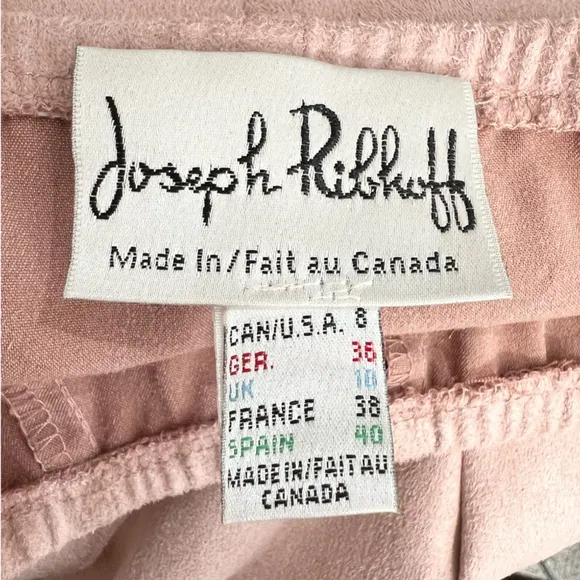 Joseph Ribkoff
Made In/Fait au Canada
CAN/U.S.A. 8
GER. 36
UK 10
FRANCE 38
SPAIN 40
MADE IN/FAIT AU
CANADA